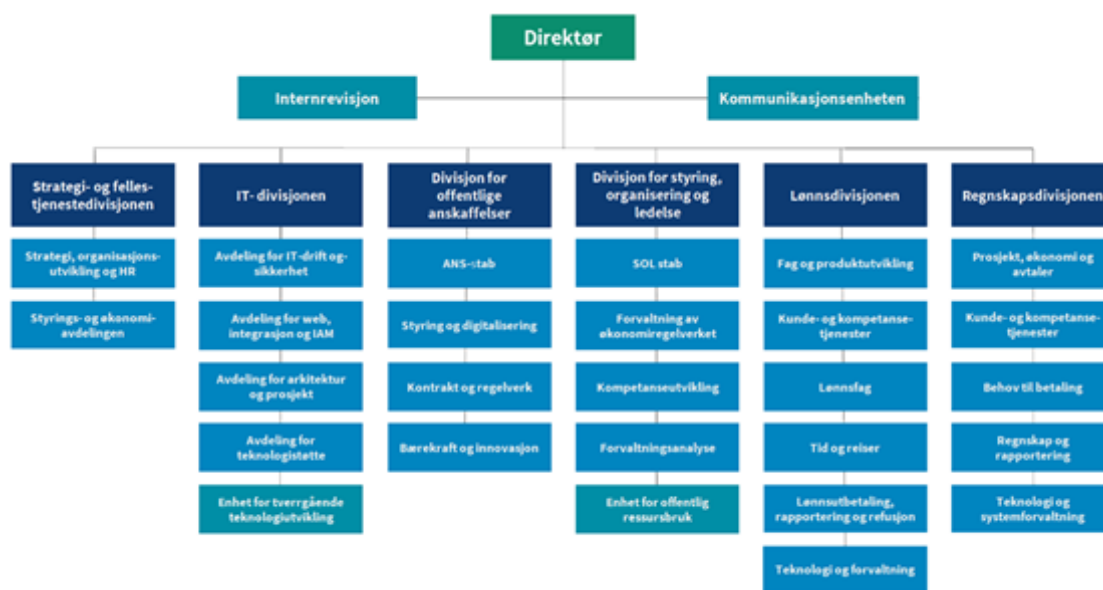 Direktør
Internrevisjon
Kommunikasjonsenheten
Strategi- og felles-
tjenestedivisjonen
IT- divisjonen
Divisjon for
offentlige
anskaffelser
Divisjon for styring,
organisering og
ledelse
Lønnsdivisjonen
Regnskapsdivisjonen
Strategi, organisasjons-
utvikling og HR
Avdeling for IT-drift og-
sikkerhet
ANS-stab
SOL stab
Fag og produktutvikling
Prosjekt, økonomi og
avtaler
Styrings- og økonomi-
avdelingen
Avdeling for web,
integrasjon og IAM
Styring og digitalisering
Forvaltning av
økonomiregelverket
Kunde- og kompetanse-
tjenester
Kunde- og kompetanse-
tjenester
Avdeling for arkitektur
og prosjekt
Kontrakt og regelverk
Kompetanseutvikling
Lønnsfag
Behov til betaling
Avdeling for
teknologistøtte
Bærekraft og innovasjon
Forvaltningsanalyse
Tid og reiser
Regnskap og
rapportering
Enhet for tverrgående
teknologiutvikling
Enhet for offentlig
ressursbruk
Lønnsutbetaling,
rapportering og refusjon
Teknologi og
systemforvaltning
Teknologi og forvaltning